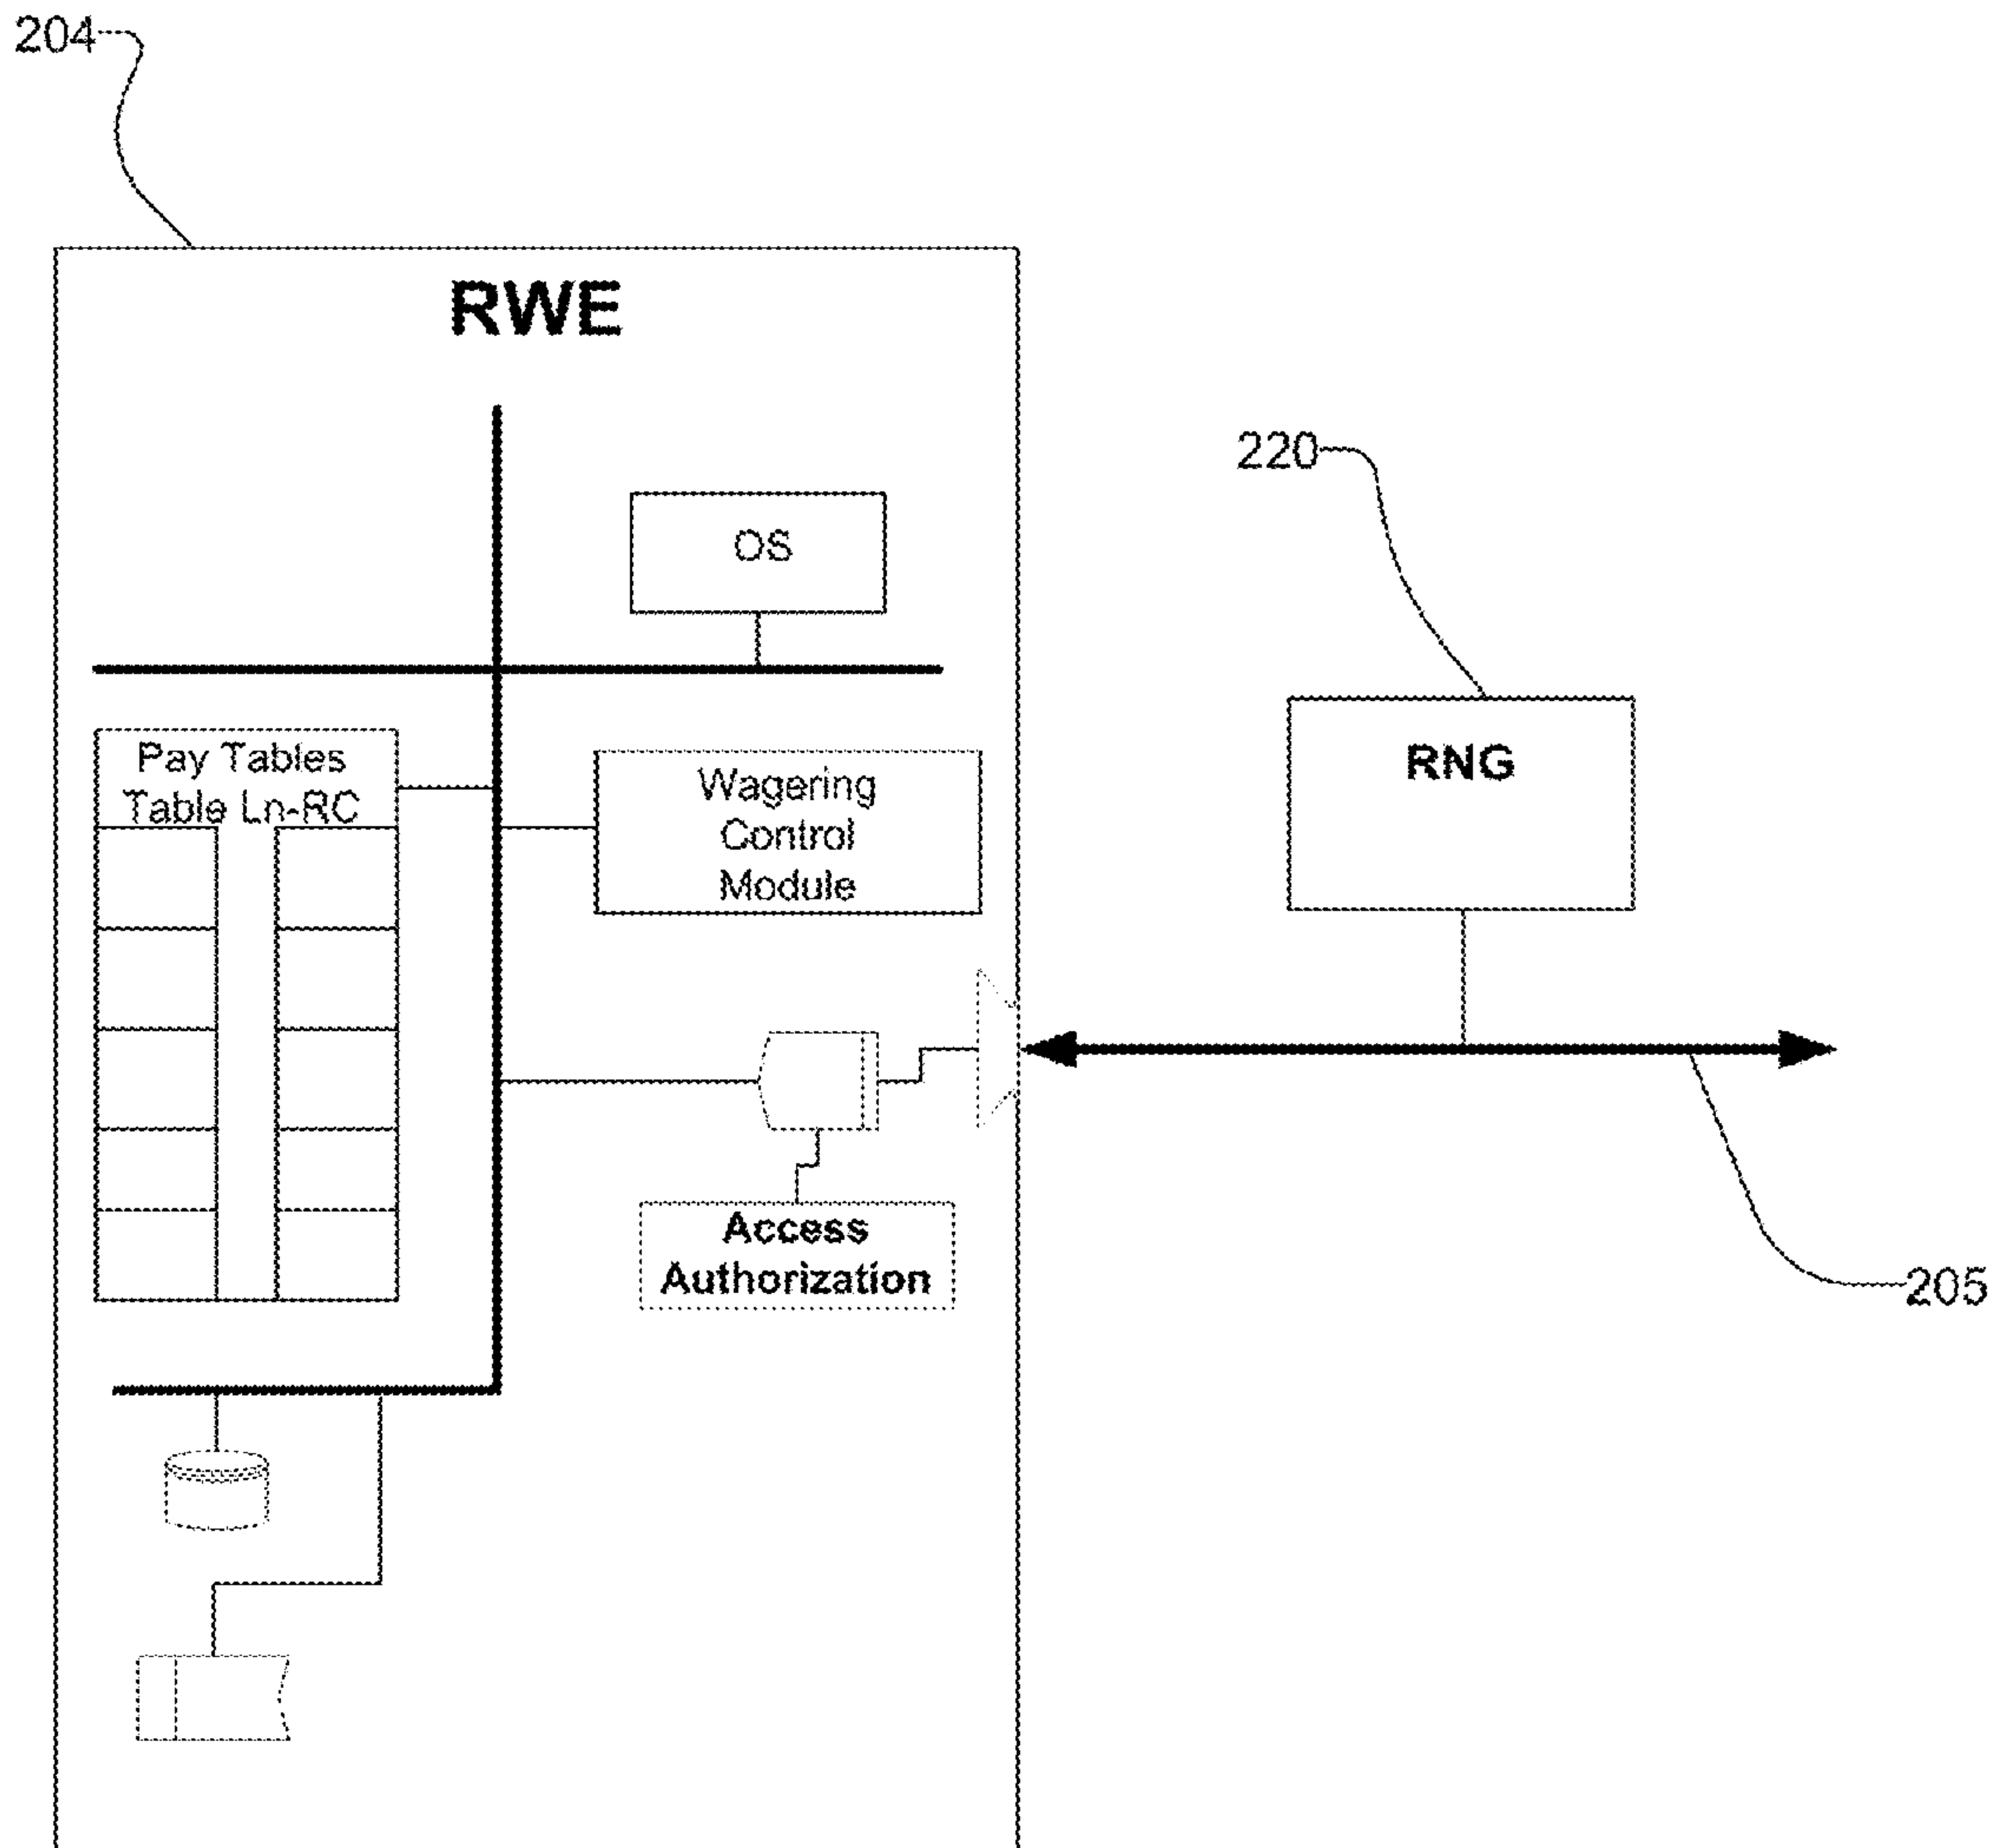 204
RWE
220
OS
RNG
Pay Tables
Table Ln-RC
Wagering
Control
Module
Access
Authorization
205